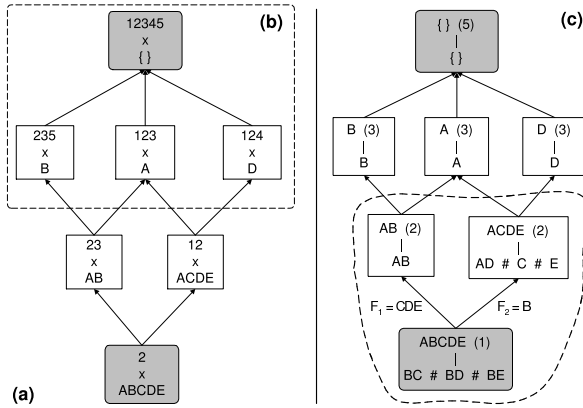 12345
x
{ }
(b)
235
x
B
123
x
A
124
x
D
23
x
AB
12
x
ACDE
2
x
ABCDE
(a)
{ } (5)
|
{ }
(c)
B (3)
|
B
A (3)
|
A
D (3)
|
D
AB (2)
|
AB
ACDE (2)
|
AD # C # E
F1 = CDE
F2 = B
ABCDE (1)
|
BC # BD # BE